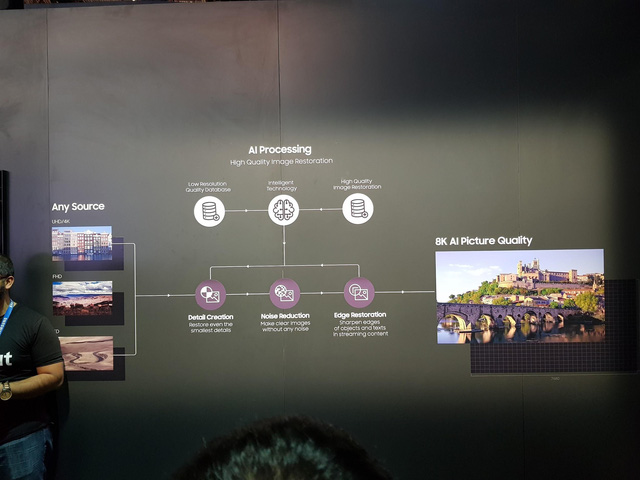 AI Processing
High Quality Image Restoration
Low Resolution
Quality Database
Intelligent
Technology
High Quality
Image Restoration
Any Source
UHD/4K
FHD
8K AI Picture Quality
Detail Creation
Restore even the
smallest details
Noise Reduction
Make clear images
without any noise
Edge Restoration
Sharpen edges
of objects and texts
in streaming content